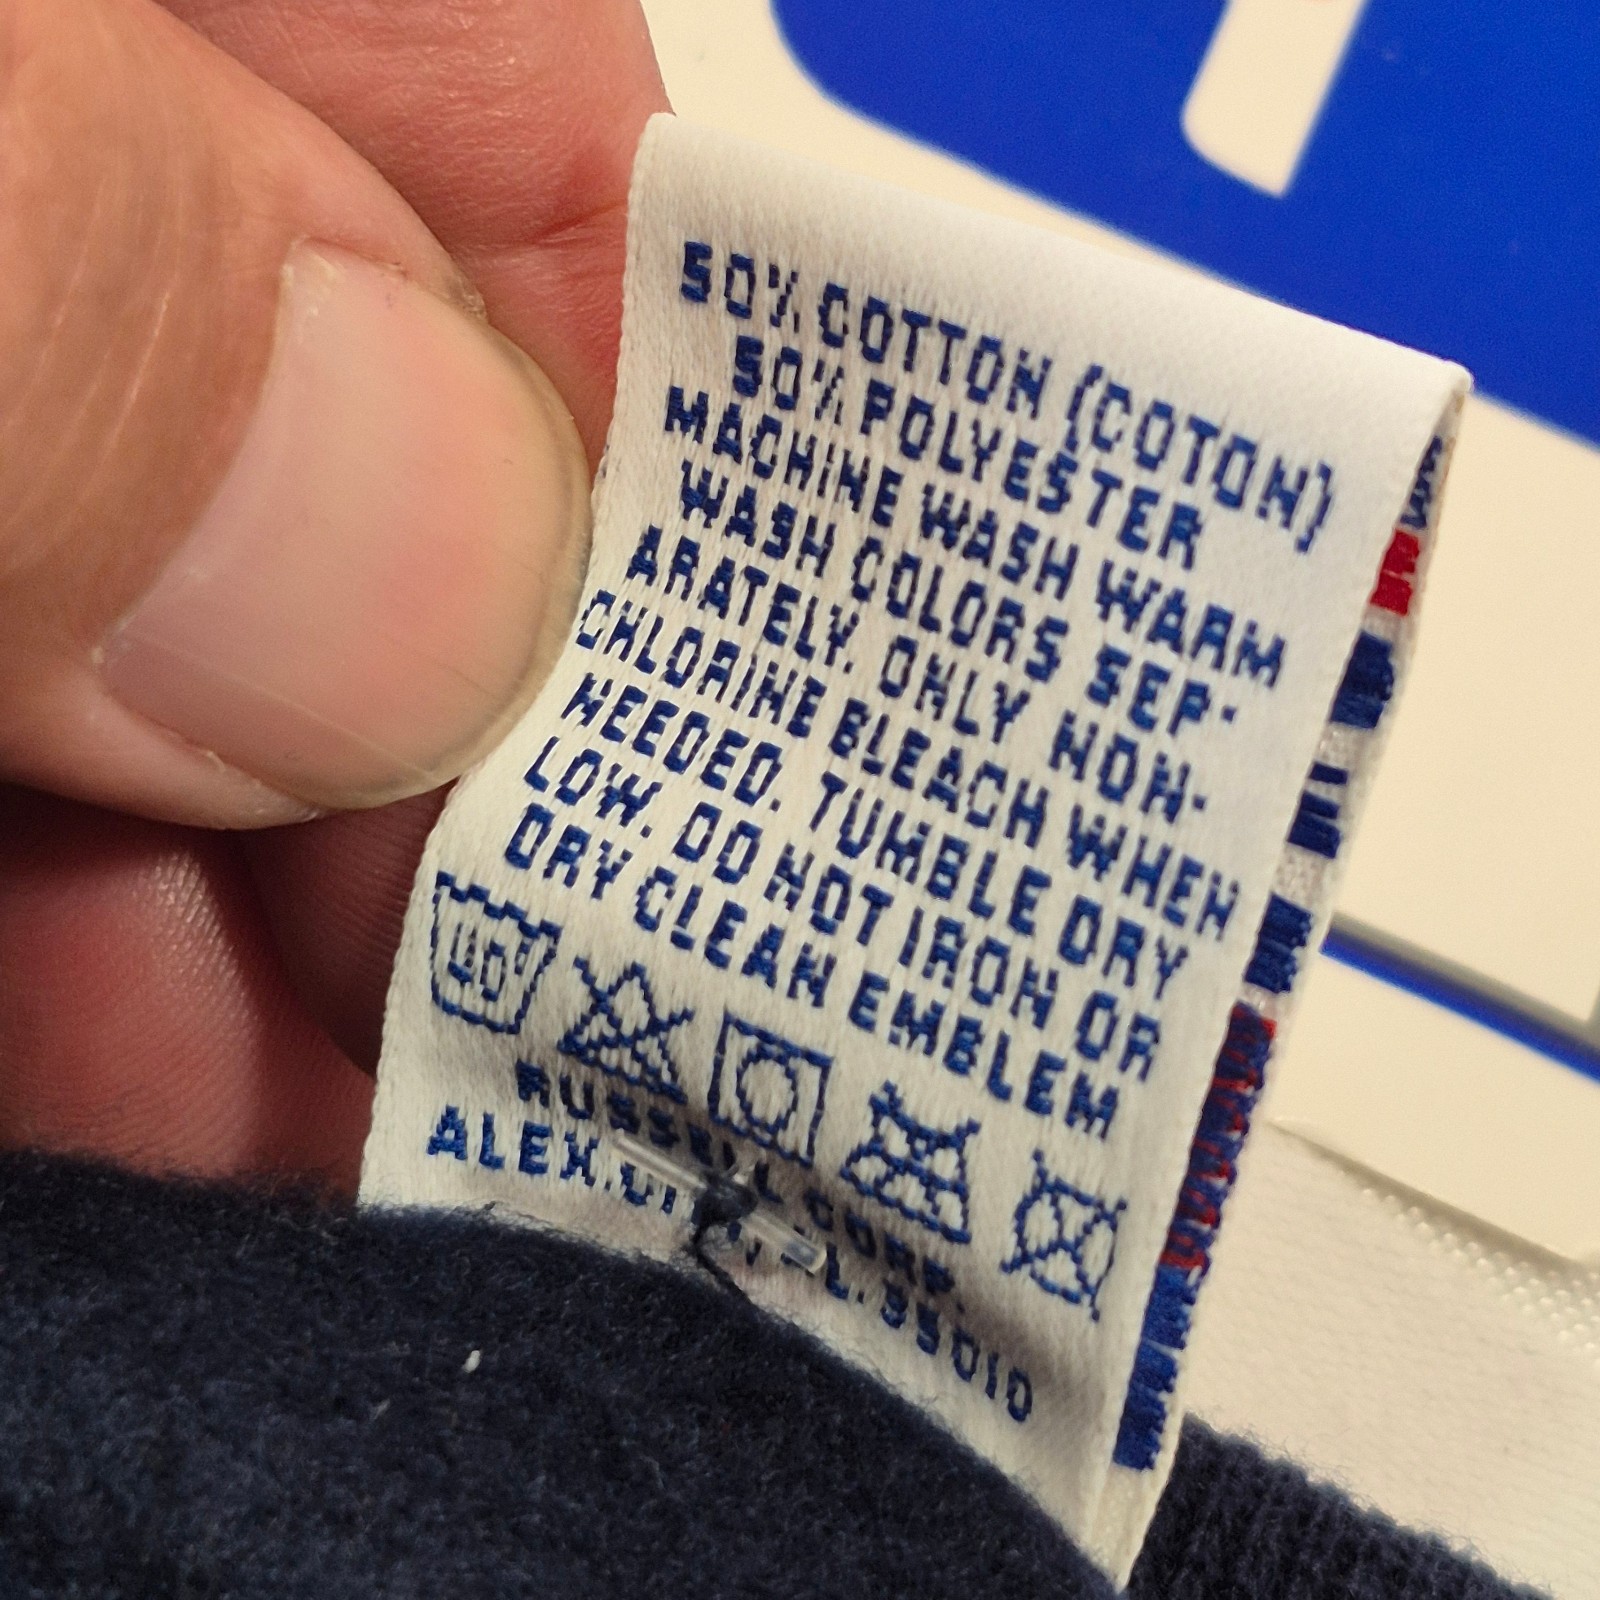 50% COTTON (COTON)
50% POLYESTER
MACHINE WASH WARM
WASH COLORS SEP-
ARATELY. ONLY NON-
CHLORINE BLEACH WHEN
NEEDED. TUMBLE DRY
LOW. DO NOT IRON OR
DRY CLEAN EMBLEM
40°
RUSSELL CORP.
ALEX. 35010